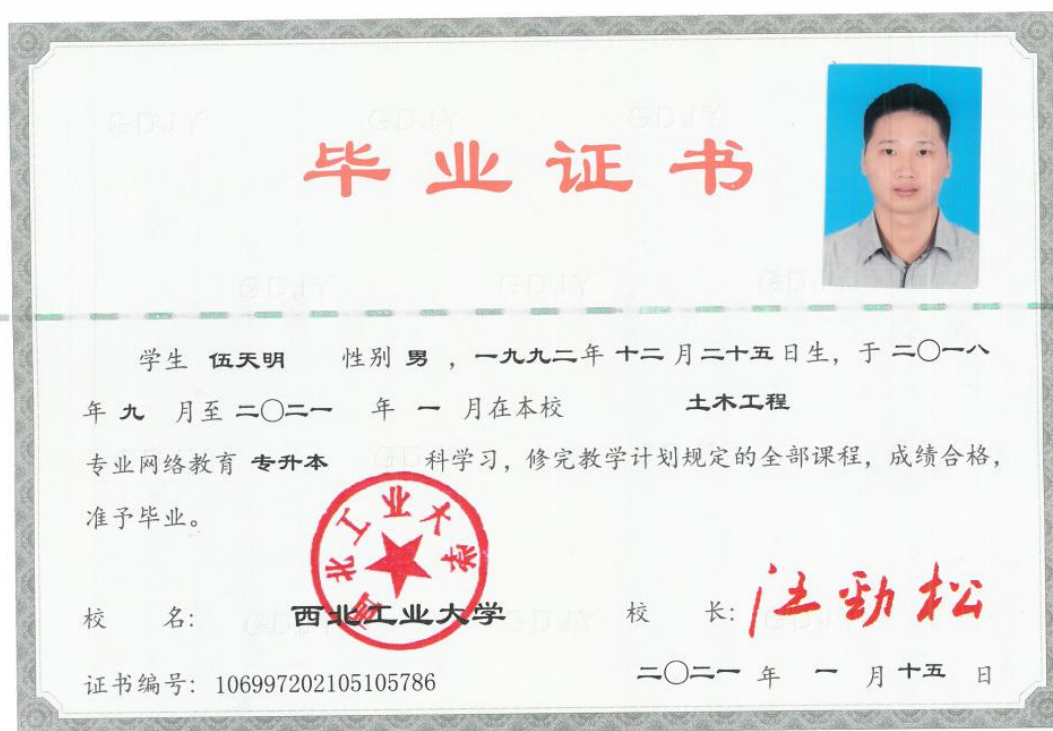 毕业证书
学生 伍天明 性别 男 ，一九九二年 十二 月二十五日生，于 二〇一八
年 九 月至 二〇二一 年 一 月在本校 土木工程
专业网络教育 专升本 科学习，修完教学计划规定的全部课程，成绩合格，
准予毕业。
西北工业大学
校 名： 西北工业大学 校 长：汪劲松
证书编号：106997202105105786 二〇二一 年 一 月 十五 日